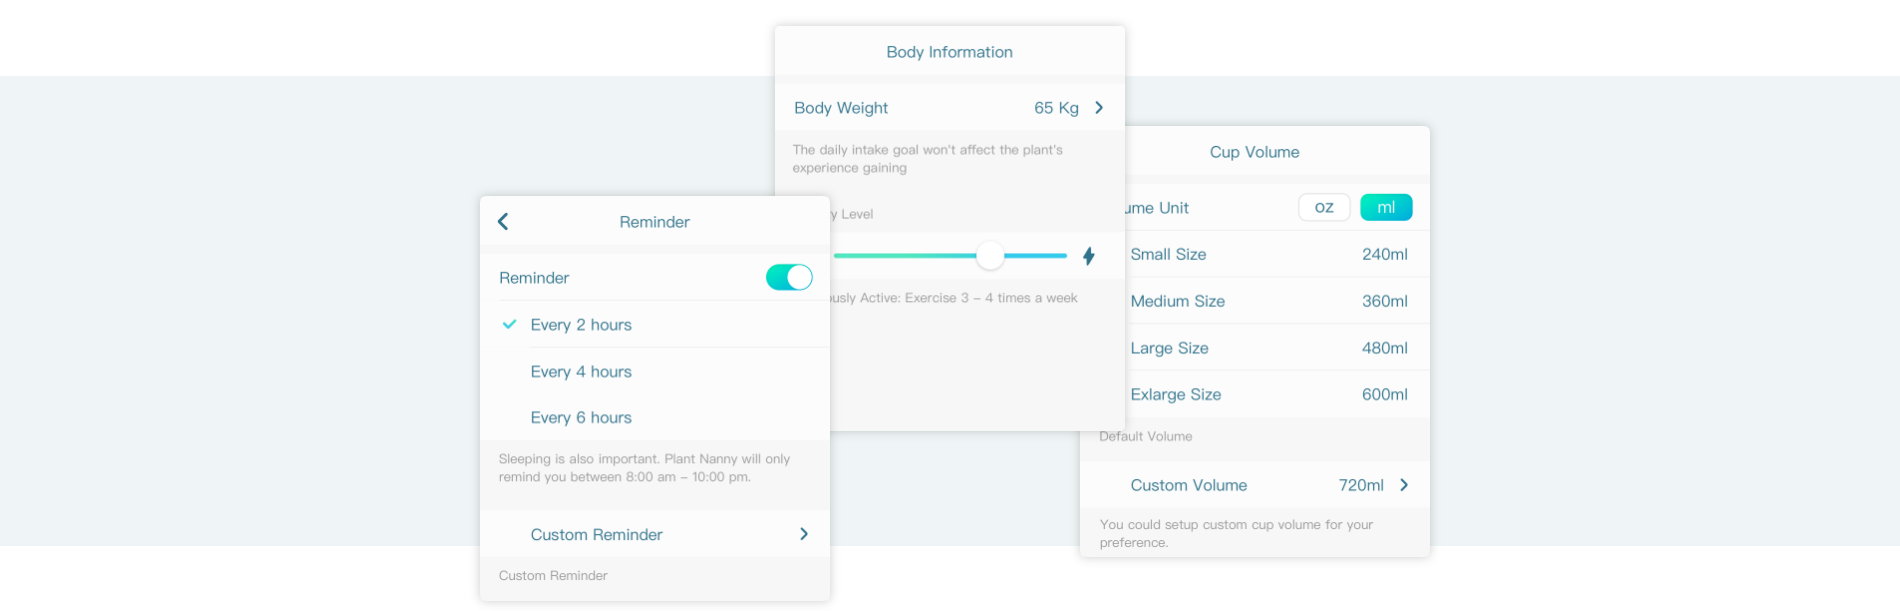 Body Information
Body Weight 65 Kg
The daily intake goal won't affect the plant's
experience gaining
Level
Active: Exercise 3 – 4 times a week
Reminder
Reminder
Every 2 hours
Every 4 hours
Every 6 hours
Sleeping is also important. Plant Nanny will only
remind you between 8:00 am – 10:00 pm.
Custom Reminder
Custom Reminder
Cup Volume
Unit oz ml
Small Size 240ml
Medium Size 360ml
Large Size 480ml
Exlarge Size 600ml
Default Volume
Custom Volume 720ml
You could setup custom cup volume for your
preference.